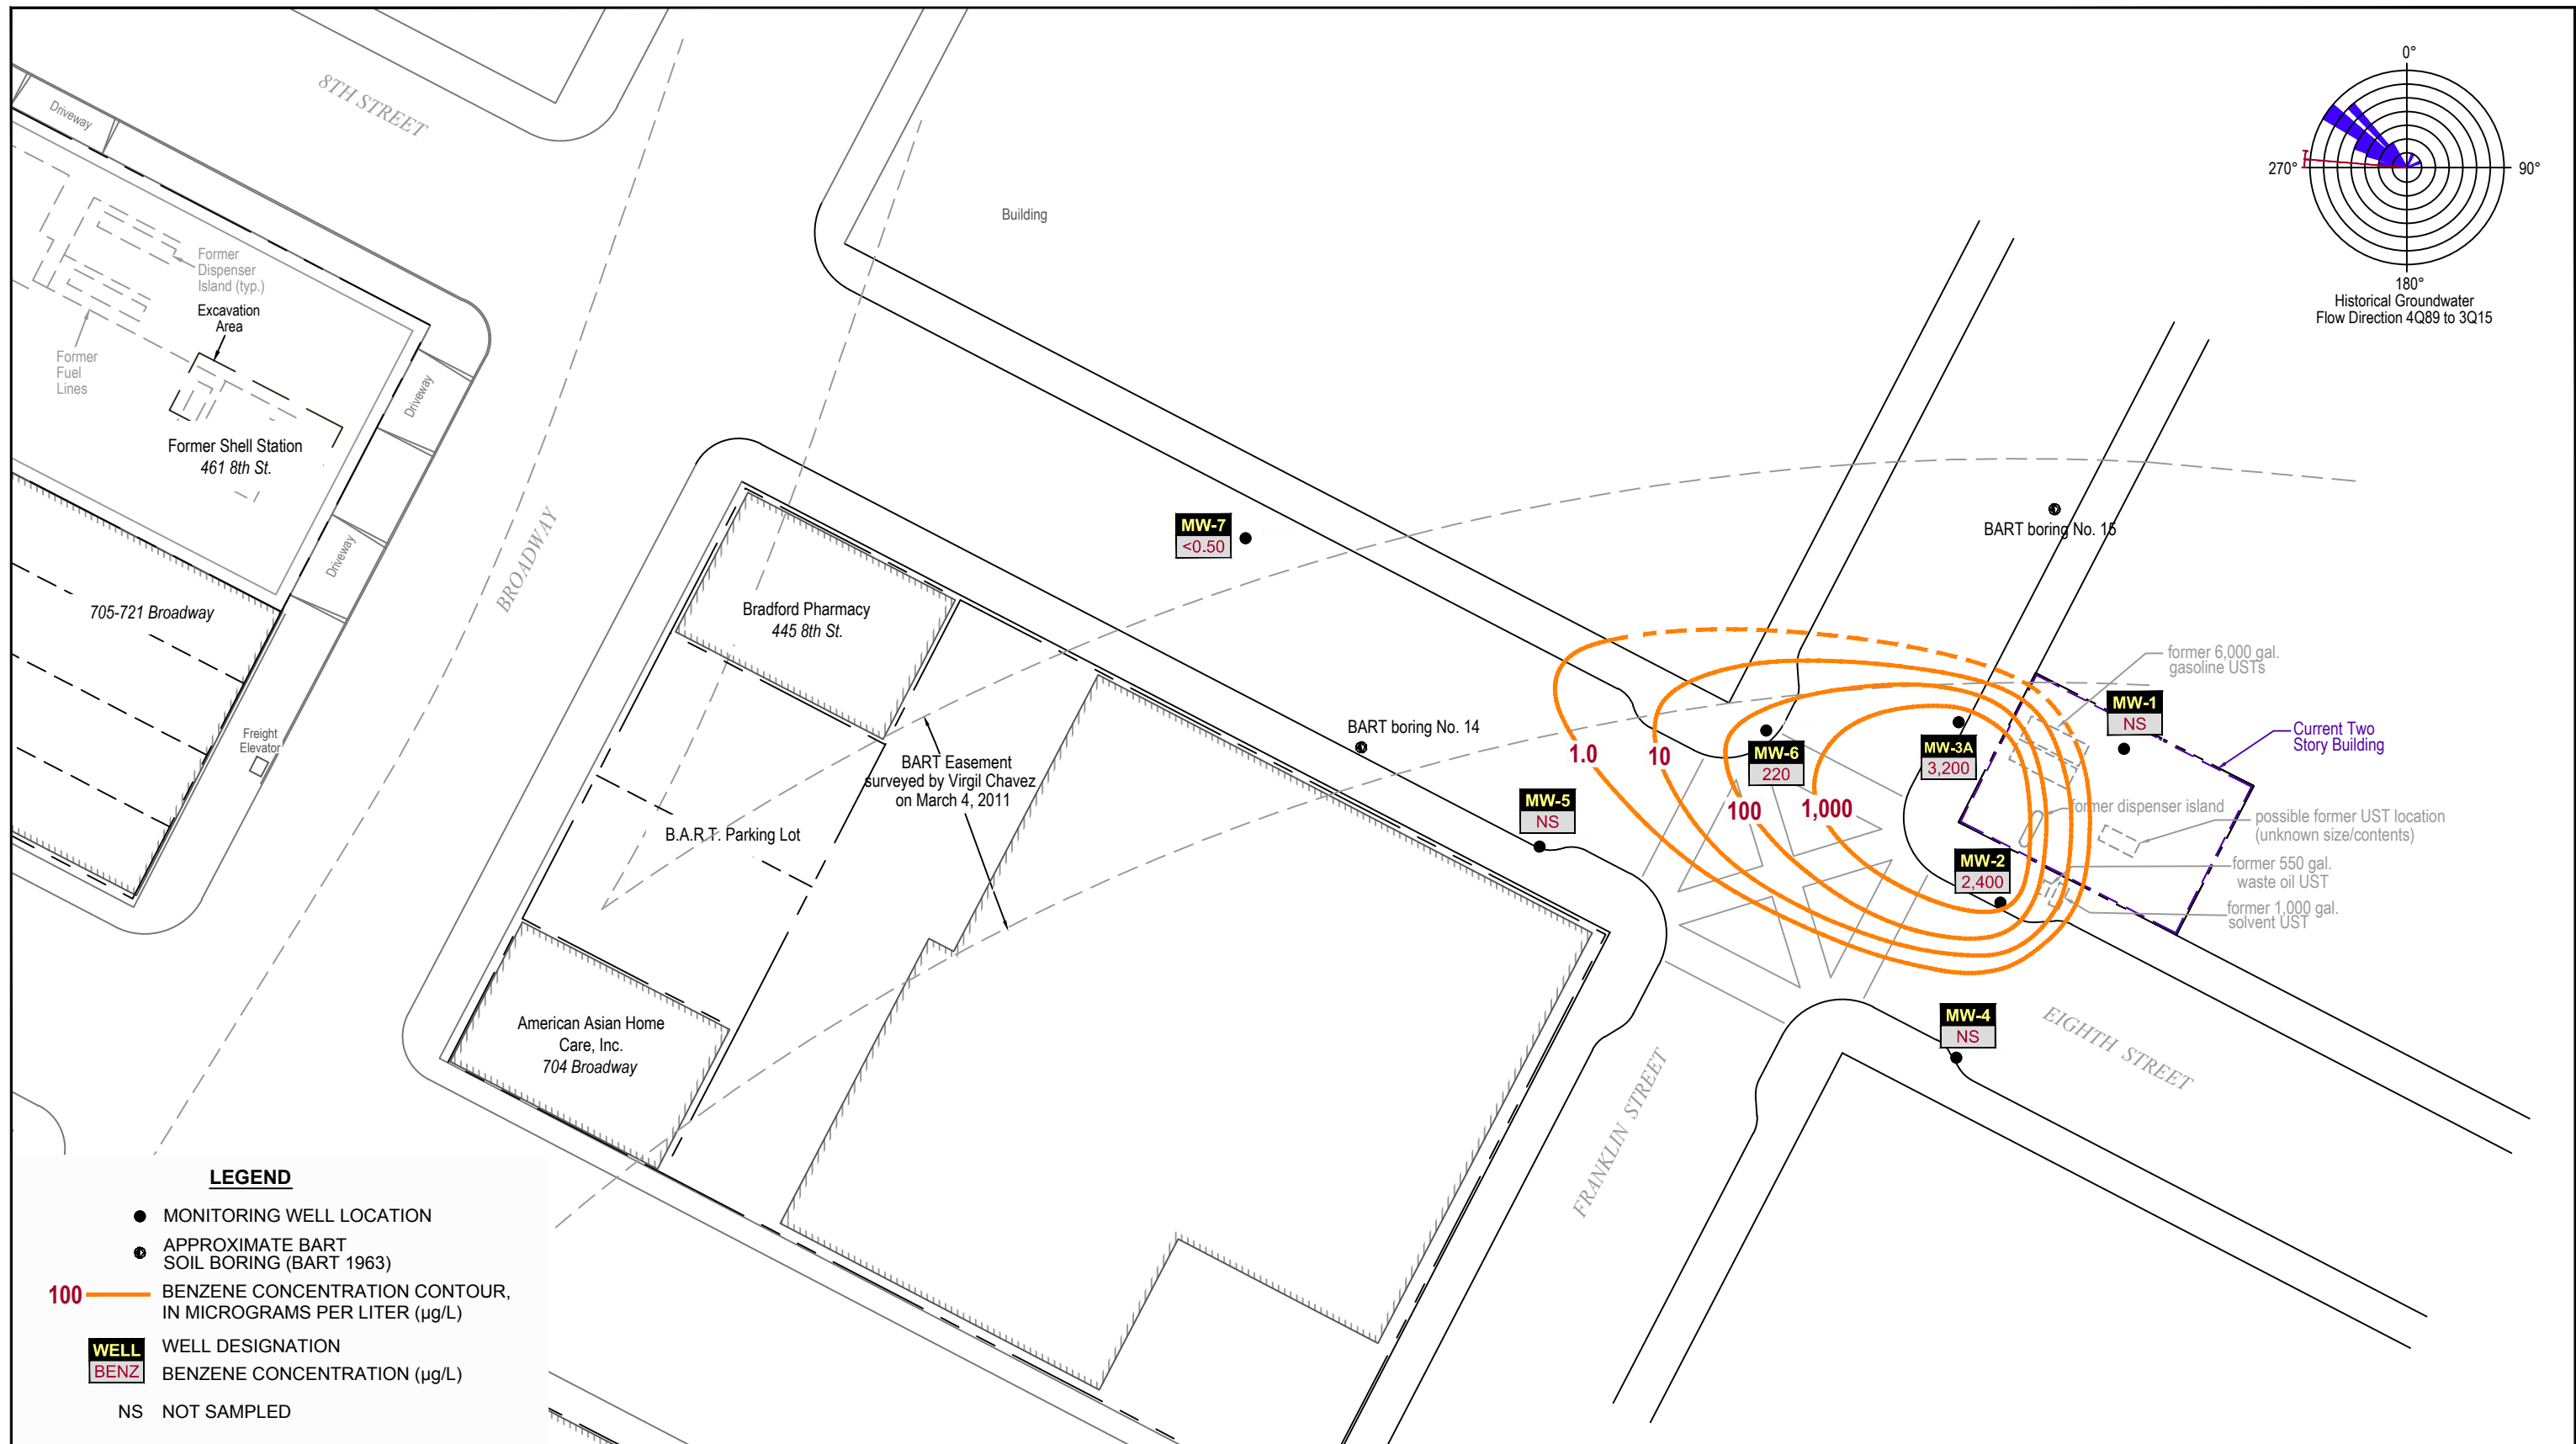 8TH STREET
Driveway
Former
Dispenser
Island (typ.)
Excavation
Area
Former
Fuel
Lines
Former Shell Station
461 8th St.
Driveway
Driveway
705-721 Broadway
BROADWAY
Freight
Elevator
Building
0°
90°
180°
270°
Historical Groundwater
Flow Direction 4Q89 to 3Q15
MW-7
<0.50
BART boring No. 15
Bradford Pharmacy
445 8th St.
BART boring No. 14
BART Easement
surveyed by Virgil Chavez
on March 4, 2011
B.A.R.T. Parking Lot
American Asian Home
Care, Inc.
704 Broadway
MW-5
NS
1.0
10
100
1,000
MW-6
220
MW-3A
3,200
MW-2
2,400
MW-1
NS
MW-4
NS
former 6,000 gal.
gasoline USTs
Current Two
Story Building
former dispenser island
possible former UST location
(unknown size/contents)
former 550 gal.
waste oil UST
former 1,000 gal.
solvent UST
EIGHTH STREET
FRANKLIN STREET
LEGEND
MONITORING WELL LOCATION
APPROXIMATE BART
SOIL BORING (BART 1963)
100
BENZENE CONCENTRATION CONTOUR,
IN MICROGRAMS PER LITER (µg/L)
WELL
WELL DESIGNATION
BENZ
BENZENE CONCENTRATION (µg/L)
NS NOT SAMPLED